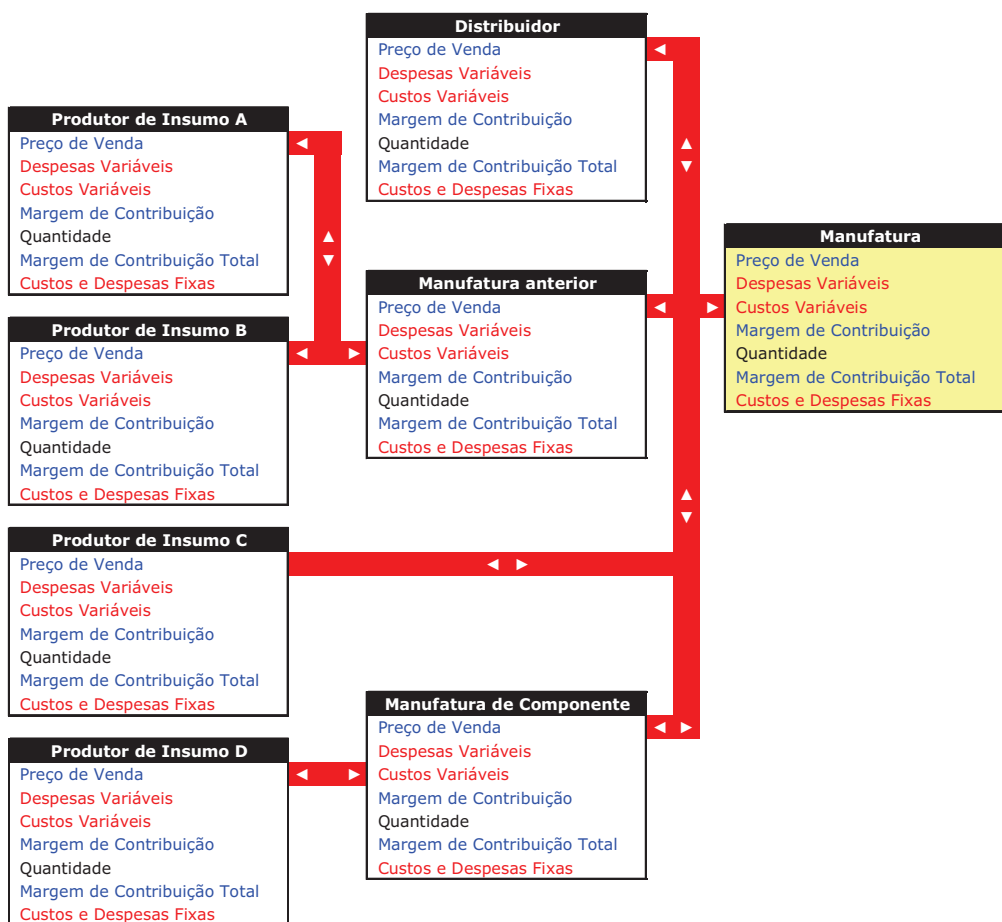 Distribuidor
Preço de Venda
Despesas Variáveis
Custos Variáveis
Margem de Contribuição
Quantidade
Margem de Contribuição Total
Custos e Despesas Fixas
Produtor de Insumo A
Preço de Venda
Despesas Variáveis
Custos Variáveis
Margem de Contribuição
Quantidade
Margem de Contribuição Total
Custos e Despesas Fixas
Manufatura
Preço de Venda
Despesas Variáveis
Custos Variáveis
Margem de Contribuição
Quantidade
Margem de Contribuição Total
Custos e Despesas Fixas
Manufatura anterior
Preço de Venda
Despesas Variáveis
Custos Variáveis
Margem de Contribuição
Quantidade
Margem de Contribuição Total
Custos e Despesas Fixas
Produtor de Insumo B
Preço de Venda
Despesas Variáveis
Custos Variáveis
Margem de Contribuição
Quantidade
Margem de Contribuição Total
Custos e Despesas Fixas
Produtor de Insumo C
Preço de Venda
Despesas Variáveis
Custos Variáveis
Margem de Contribuição
Quantidade
Margem de Contribuição Total
Custos e Despesas Fixas
Manufatura de Componente
Preço de Venda
Despesas Variáveis
Custos Variáveis
Margem de Contribuição
Quantidade
Margem de Contribuição Total
Custos e Despesas Fixas
Produtor de Insumo D
Preço de Venda
Despesas Variáveis
Custos Variáveis
Margem de Contribuição
Quantidade
Margem de Contribuição Total
Custos e Despesas Fixas